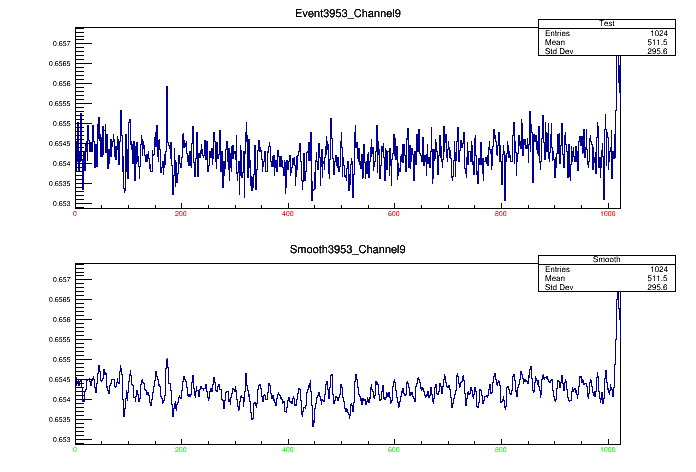 Event3953_Channel9
Test
Entries 1024
Mean 511.5
Std Dev 295.6
0.657
0.6565
0.656
0.6555
0.655
0.6545
0.654
0.6535
0.653
0 200 400 600 800 1000
Smooth3953_Channel9
Smooth
Entries 1024
Mean 511.5
Std Dev 295.6
0.657
0.6565
0.656
0.6555
0.655
0.6545
0.654
0.6535
0.653
0 200 400 600 800 1000